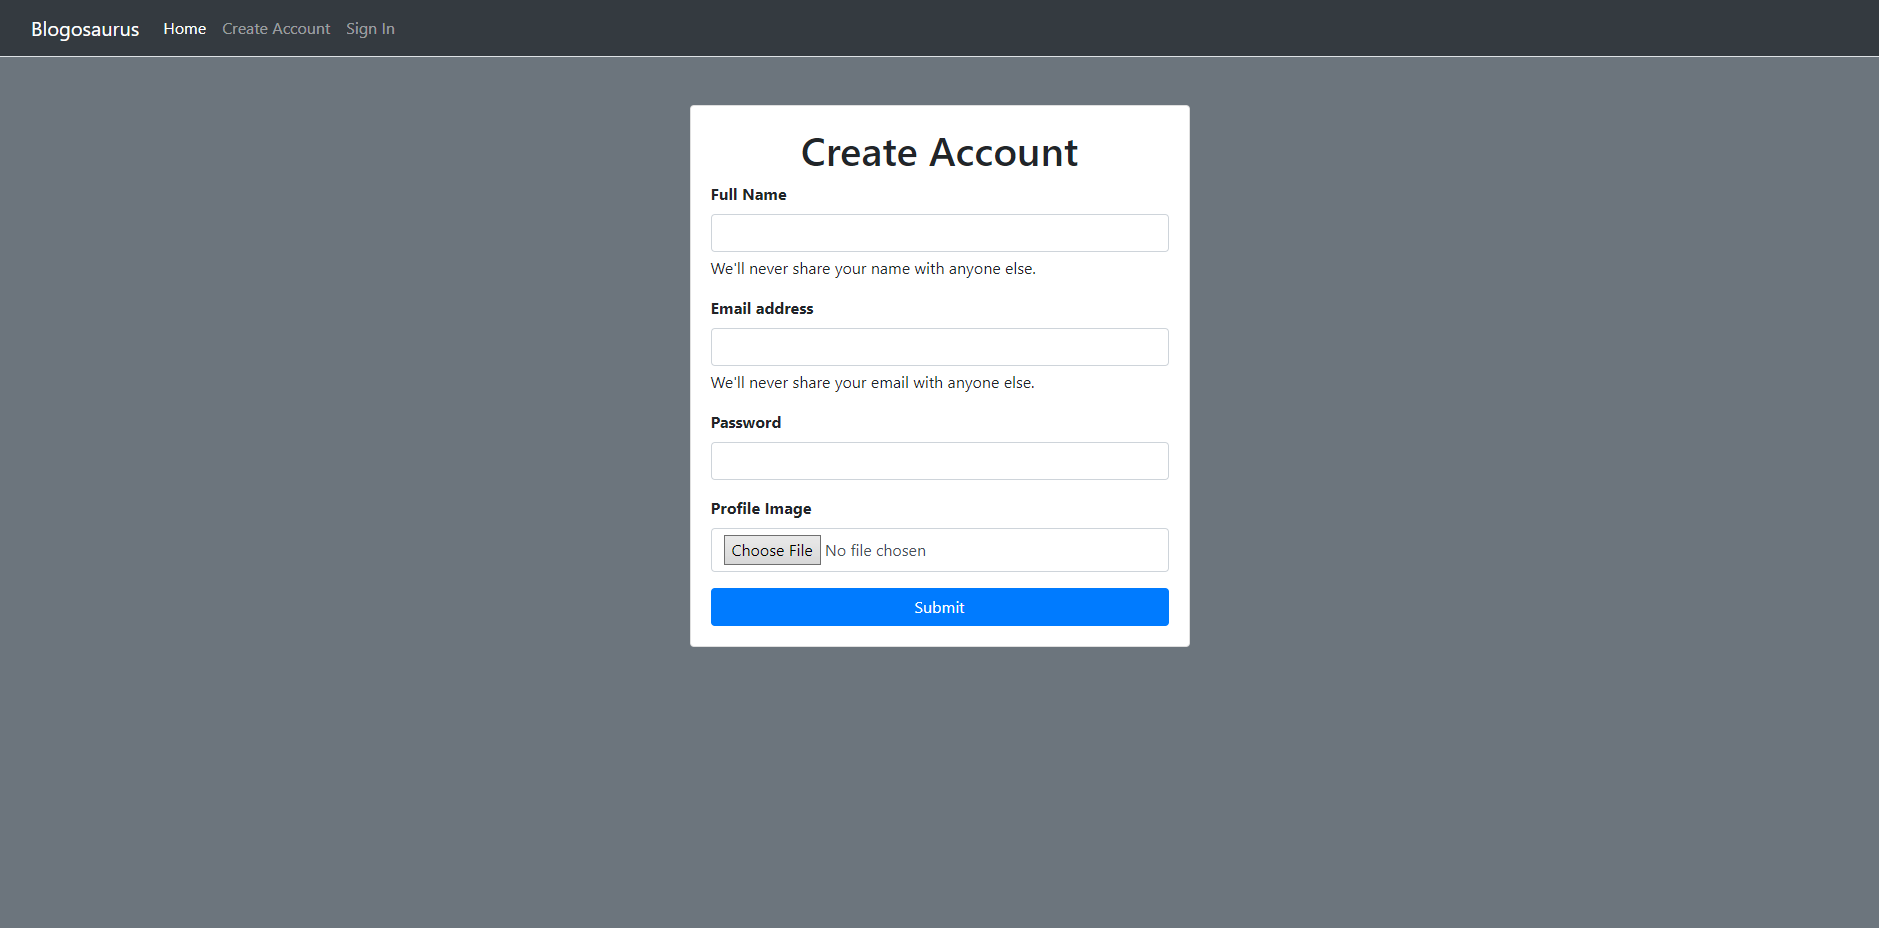 Blogosaurus Home Create Account Sign In
Create Account
Full Name
We'll never share your name with anyone else.
Email address
We'll never share your email with anyone else.
Password
Profile Image
Choose File No file chosen
Submit